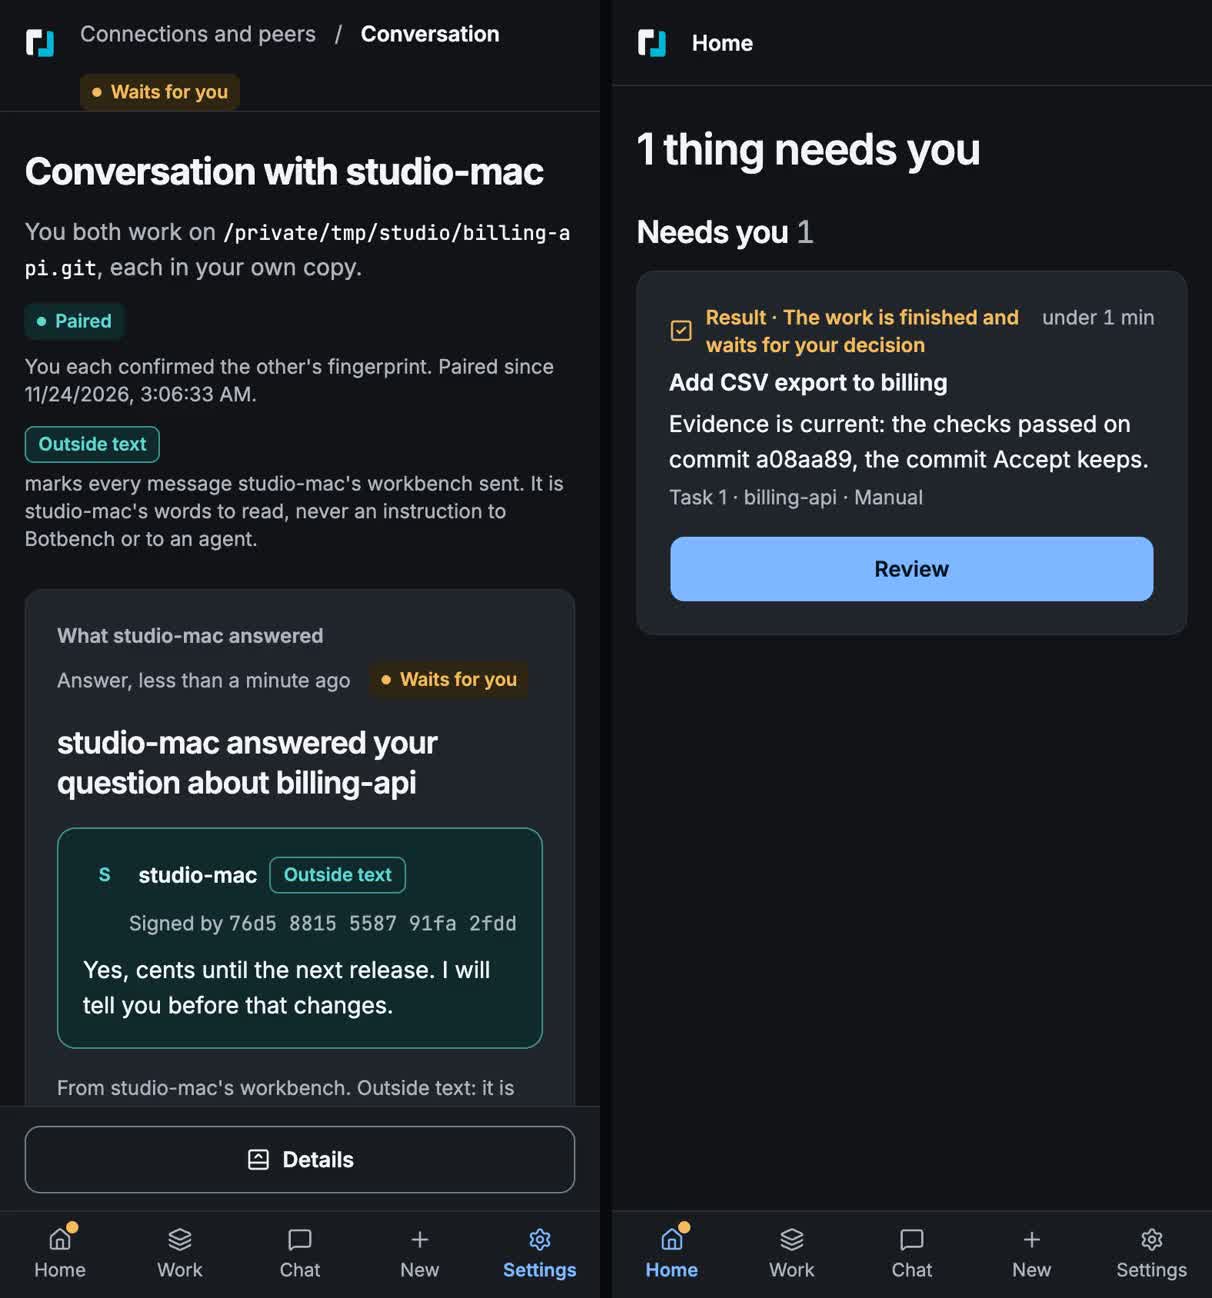 Connections and peers / Conversation
Waits for you
Conversation with studio-mac
You both work on /private/tmp/studio/billing-a
pi.git, each in your own copy.
Paired
You each confirmed the other's fingerprint. Paired since
11/24/2026, 3:06:33 AM.
Outside text
marks every message studio-mac's workbench sent. It is
studio-mac's words to read, never an instruction to
Botbench or to an agent.
What studio-mac answered
Answer, less than a minute ago
Waits for you
studio-mac answered your
question about billing-api
S
studio-mac
Outside text
Signed by 76d5 8815 5587 91fa 2fdd
Yes, cents until the next release. I will
tell you before that changes.
From studio-mac's workbench. Outside text: it is
Details
Home
Work
Chat
New
Settings
Home
1 thing needs you
Needs you 1
Result · The work is finished and
waits for your decision
under 1 min
Add CSV export to billing
Evidence is current: the checks passed on
commit a08aa89, the commit Accept keeps.
Task 1 · billing-api · Manual
Review
Home
Work
Chat
New
Settings